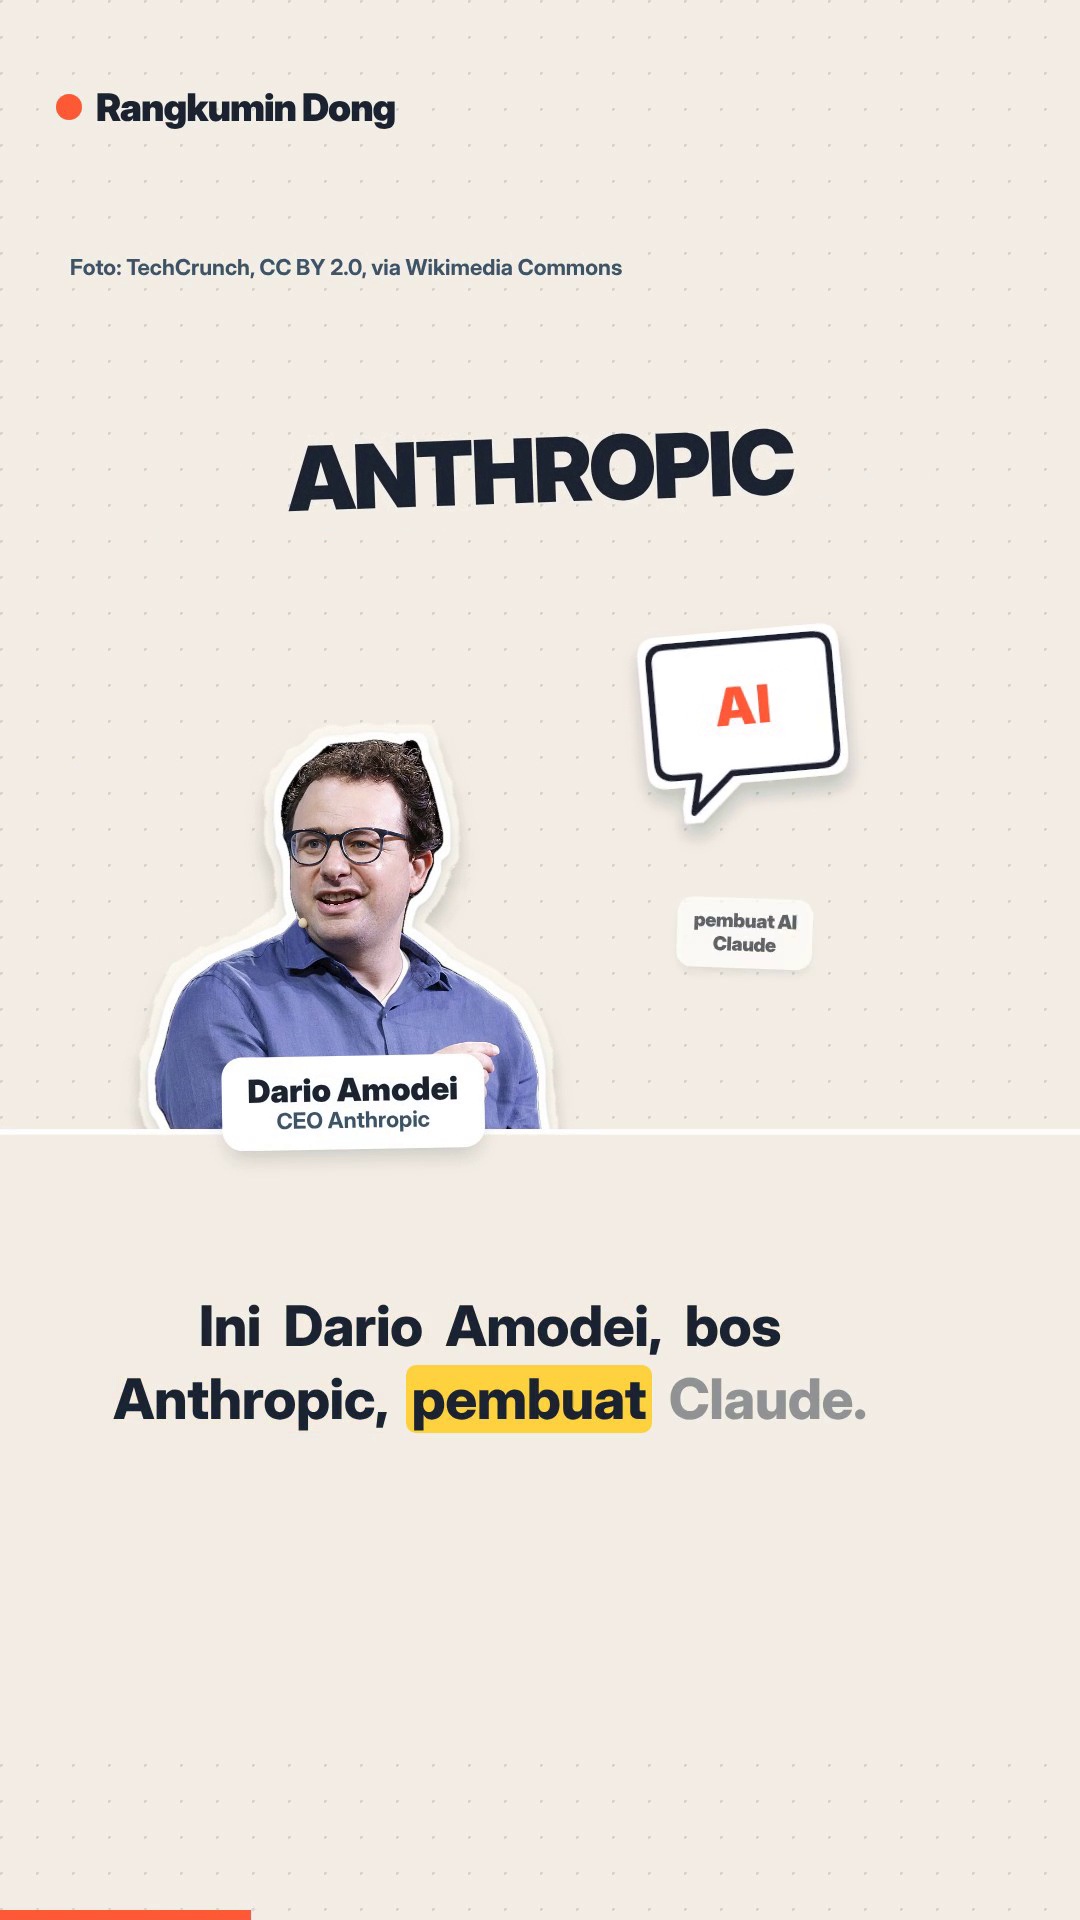 Rangkumin Dong
Foto: TechCrunch, CC BY 2.0, via Wikimedia Commons
ANTHROPIC
AI
pembuat AI
Claude
Dario Amodei
CEO Anthropic
Ini Dario Amodei, bos
Anthropic, pembuat Claude.